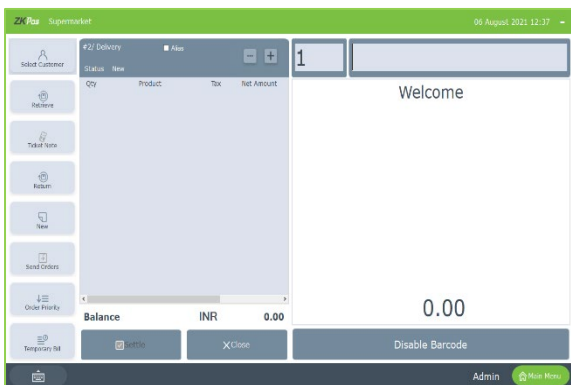 ZKPos Supermarket
06 August 2021 12:37
Select Customer
#2/ Delivery
Alias
Status New
1
Retrieve
Qty Product Tax Net Amount
Welcome
Ticket Note
Return
New
Send Orders
Order Priority
0.00
Balance INR 0.00
Temporary Bill
Settle
Close
Disable Barcode
Admin
Main Menu